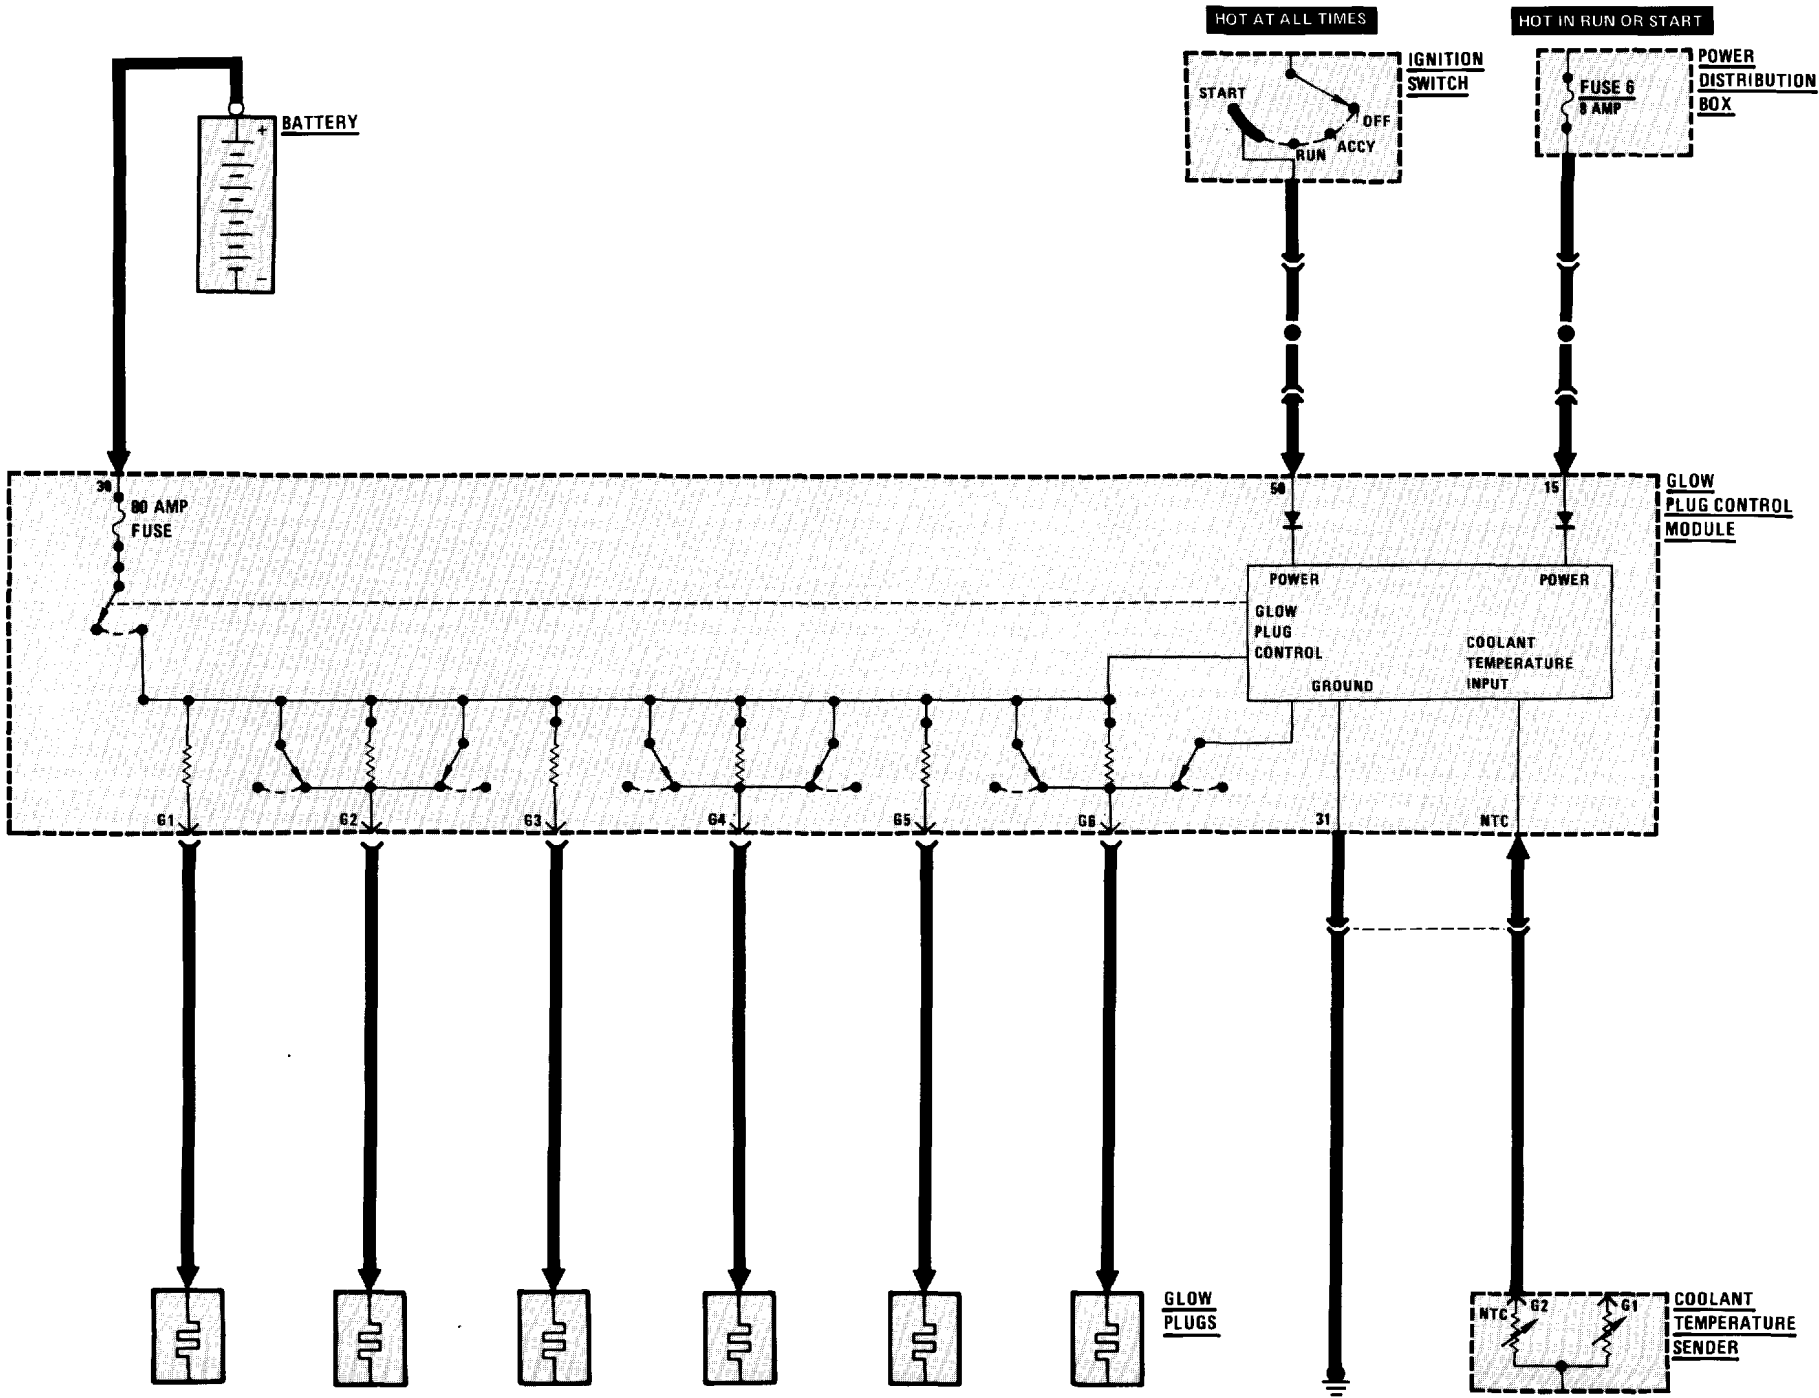 HOT AT ALL TIMES
HOT IN RUN OR START
IGNITION
SWITCH
START
OFF
ACCY
RUN
FUSE 6
8 AMP
POWER
DISTRIBUTION
BOX
BATTERY
+
−
30
80 AMP
FUSE
50
15
GLOW
PLUG CONTROL
MODULE
POWER
POWER
GLOW
PLUG
CONTROL
COOLANT
TEMPERATURE
INPUT
GROUND
G1
G2
G3
G4
G5
G6
31
NTC
GLOW
PLUGS
NTC
G2
G1
COOLANT
TEMPERATURE
SENDER